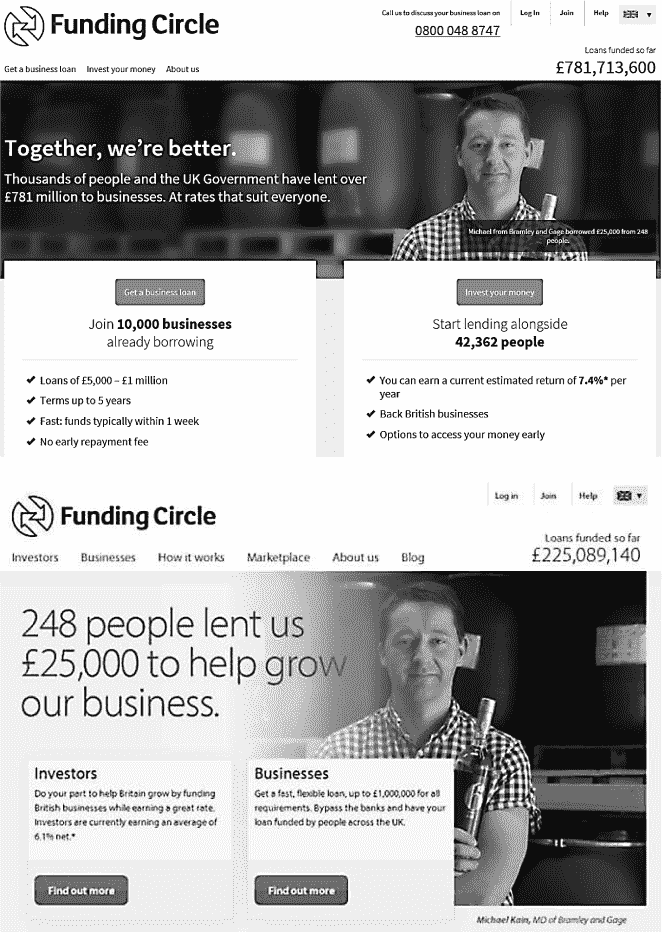 Funding Circle
Call us to discuss your business loan on
0800 048 8747
Log In
Join
Help
Loans funded so far
£781,713,600
Get a business loan Invest your money About us
Together, we're better.
Thousands of people and the UK Government have lent over
£781 million to businesses. At rates that suit everyone.
Michael from Bramley and Gage borrowed £25,000 from 248
people.
Get a business loan
Join 10,000 businesses
already borrowing
✔ Loans of £5,000 – £1 million
✔ Terms up to 5 years
✔ Fast: funds typically within 1 week
✔ No early repayment fee
Invest your money
Start lending alongside
42,362 people
✔ You can earn a current estimated return of 7.4%* per
year
✔ Back British businesses
✔ Options to access your money early
Log in
Join
Help
Funding Circle
Loans funded so far
£225,089,140
Investors Businesses How it works Marketplace About us Blog
248 people lent us
£25,000 to help grow
our business.
Investors
Do your part to help Britain grow by funding
British businesses while earning a great rate.
Investors are currently earning an average of
6.1% net.*
Find out more
Businesses
Get a fast, flexible loan, up to £1,000,000 for all
requirements. Bypass the banks and have your
loan funded by people across the UK.
Find out more
Michael Kain, MD of Bramley and Gage